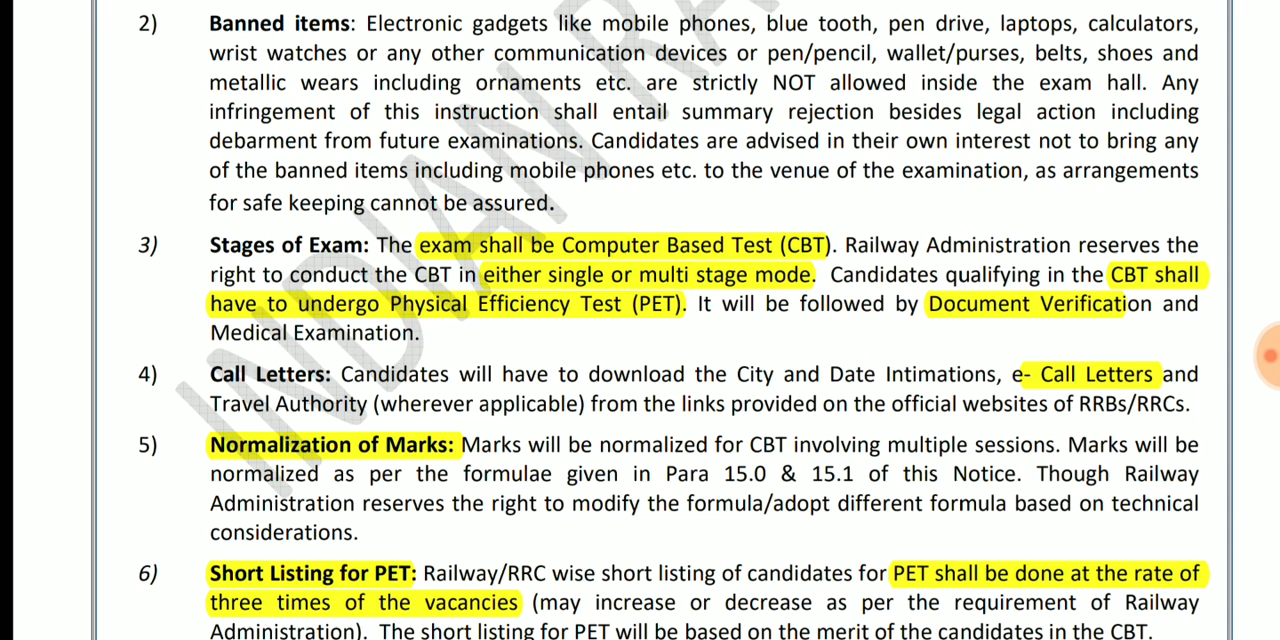 2) Banned items: Electronic gadgets like mobile phones, blue tooth, pen drive, laptops, calculators,
wrist watches or any other communication devices or pen/pencil, wallet/purses, belts, shoes and
metallic wears including ornaments etc. are strictly NOT allowed inside the exam hall. Any
infringement of this instruction shall entail summary rejection besides legal action including
debarment from future examinations. Candidates are advised in their own interest not to bring any
of the banned items including mobile phones etc. to the venue of the examination, as arrangements
for safe keeping cannot be assured.
3) Stages of Exam: The exam shall be Computer Based Test (CBT). Railway Administration reserves the
right to conduct the CBT in either single or multi stage mode. Candidates qualifying in the CBT shall
have to undergo Physical Efficiency Test (PET). It will be followed by Document Verification and
Medical Examination.
4) Call Letters: Candidates will have to download the City and Date Intimations, e- Call Letters and
Travel Authority (wherever applicable) from the links provided on the official websites of RRBs/RRCs.
5) Normalization of Marks: Marks will be normalized for CBT involving multiple sessions. Marks will be
normalized as per the formulae given in Para 15.0 & 15.1 of this Notice. Though Railway
Administration reserves the right to modify the formula/adopt different formula based on technical
considerations.
6) Short Listing for PET: Railway/RRC wise short listing of candidates for PET shall be done at the rate of
three times of the vacancies (may increase or decrease as per the requirement of Railway
Administration). The short listing for PET will be based on the merit of the candidates in the CBT.
INDIAN RA